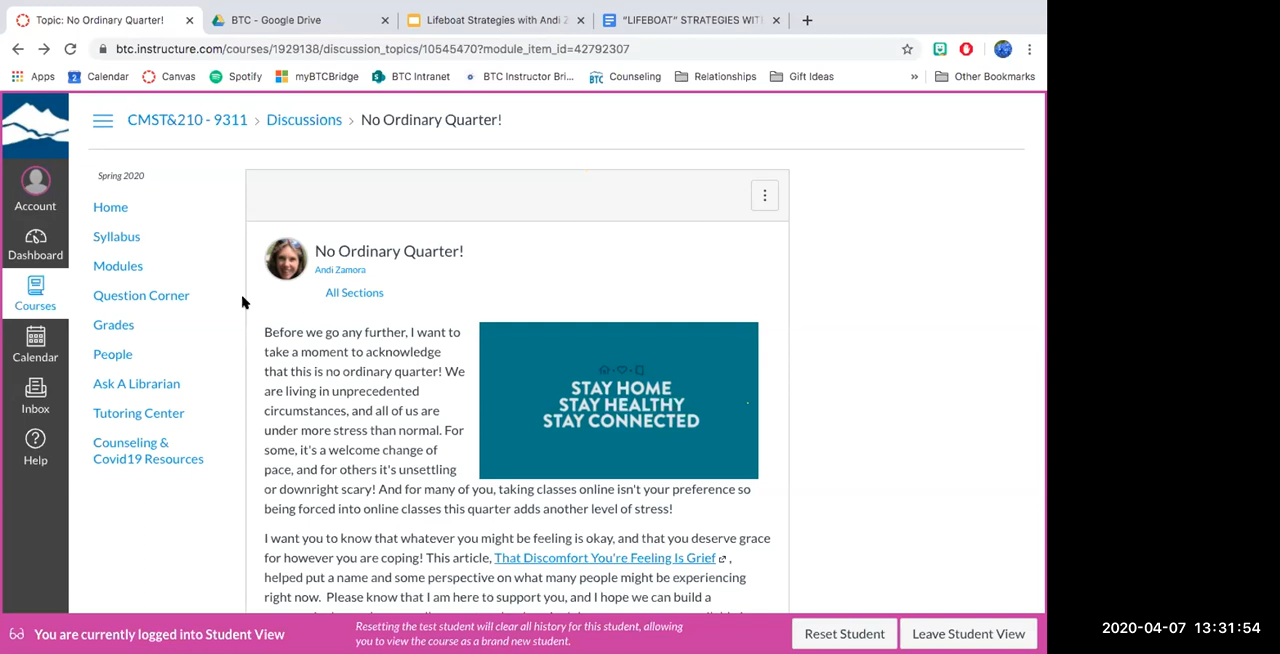 Topic: No Ordinary Quarter!
BTC - Google Drive
Lifeboat Strategies with Andi Z
"LIFEBOAT" STRATEGIES WIT
btc.instructure.com/courses/1929138/discussion_topics/10545470?module_item_id=42792307
Apps
Calendar
Canvas
Spotify
myBTCBridge
BTC Intranet
BTC Instructor Bri...
Counseling
Relationships
Gift Ideas
»
Other Bookmarks
CMST&210 - 9311 › Discussions › No Ordinary Quarter!
Account
Dashboard
Courses
Calendar
Inbox
Help
Spring 2020
Home
Syllabus
Modules
Question Corner
Grades
People
Ask A Librarian
Tutoring Center
Counseling &
Covid19 Resources
No Ordinary Quarter!
Andi Zamora
All Sections
Before we go any further, I want to
take a moment to acknowledge
that this is no ordinary quarter! We
are living in unprecedented
circumstances, and all of us are
under more stress than normal. For
some, it's a welcome change of
pace, and for others it's unsettling
or downright scary! And for many of you, taking classes online isn't your preference so
being forced into online classes this quarter adds another level of stress!
STAY HOME
STAY HEALTHY
STAY CONNECTED
I want you to know that whatever you might be feeling is okay, and that you deserve grace
for however you are coping! This article, That Discomfort You're Feeling Is Grief ,
helped put a name and some perspective on what many people might be experiencing
right now. Please know that I am here to support you, and I hope we can build a
You are currently logged into Student View
Resetting the test student will clear all history for this student, allowing
you to view the course as a brand new student.
Reset Student
Leave Student View
2020-04-07 13:31:54